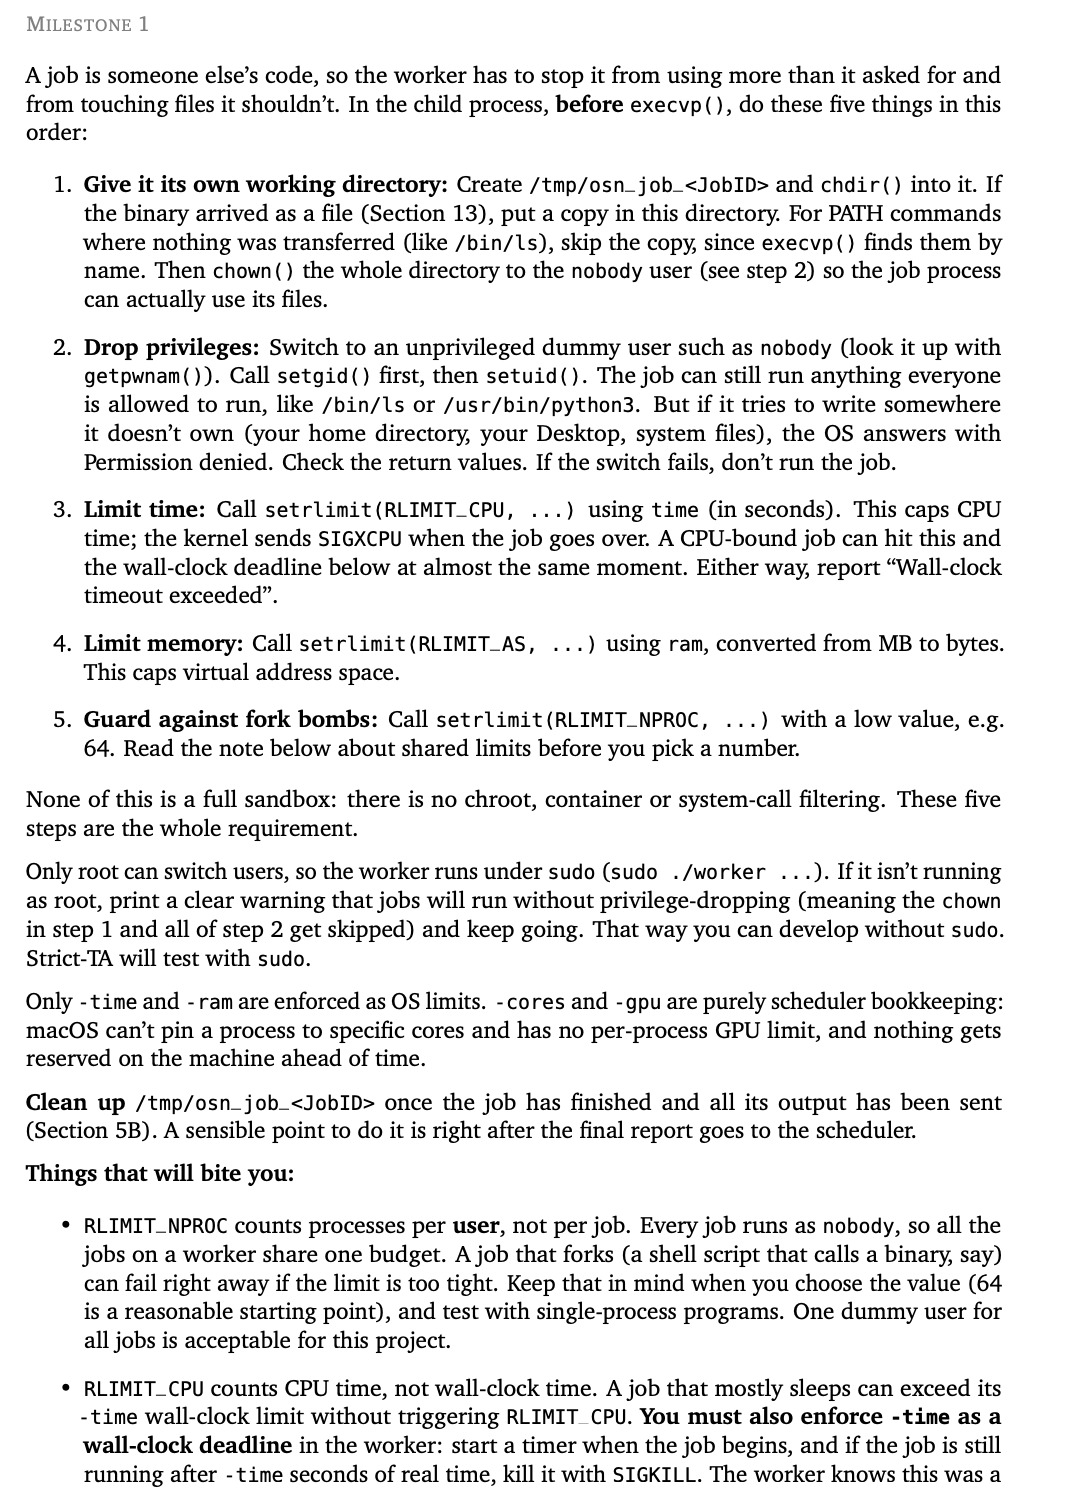 MILESTONE 1
A job is someone else’s code, so the worker has to stop it from using more than it asked for and
from touching files it shouldn’t. In the child process, before execvp(), do these five things in this
order:
1. Give it its own working directory: Create /tmp/osn_job_<JobID> and chdir() into it. If
the binary arrived as a file (Section 13), put a copy in this directory. For PATH commands
where nothing was transferred (like /bin/ls), skip the copy, since execvp() finds them by
name. Then chown() the whole directory to the nobody user (see step 2) so the job process
can actually use its files.
2. Drop privileges: Switch to an unprivileged dummy user such as nobody (look it up with
getpwnam()). Call setgid() first, then setuid(). The job can still run anything everyone
is allowed to run, like /bin/ls or /usr/bin/python3. But if it tries to write somewhere
it doesn’t own (your home directory, your Desktop, system files), the OS answers with
Permission denied. Check the return values. If the switch fails, don’t run the job.
3. Limit time: Call setrlimit(RLIMIT_CPU, ...) using time (in seconds). This caps CPU
time; the kernel sends SIGXCPU when the job goes over. A CPU-bound job can hit this and
the wall-clock deadline below at almost the same moment. Either way, report “Wall-clock
timeout exceeded”.
4. Limit memory: Call setrlimit(RLIMIT_AS, ...) using ram, converted from MB to bytes.
This caps virtual address space.
5. Guard against fork bombs: Call setrlimit(RLIMIT_NPROC, ...) with a low value, e.g.
64. Read the note below about shared limits before you pick a number.
None of this is a full sandbox: there is no chroot, container or system-call filtering. These five
steps are the whole requirement.
Only root can switch users, so the worker runs under sudo (sudo ./worker ...). If it isn’t running
as root, print a clear warning that jobs will run without privilege-dropping (meaning the chown
in step 1 and all of step 2 get skipped) and keep going. That way you can develop without sudo.
Strict-TA will test with sudo.
Only -time and -ram are enforced as OS limits. -cores and -gpu are purely scheduler bookkeeping:
macOS can’t pin a process to specific cores and has no per-process GPU limit, and nothing gets
reserved on the machine ahead of time.
Clean up /tmp/osn_job_<JobID> once the job has finished and all its output has been sent
(Section 5B). A sensible point to do it is right after the final report goes to the scheduler.
Things that will bite you:
• RLIMIT_NPROC counts processes per user, not per job. Every job runs as nobody, so all the
jobs on a worker share one budget. A job that forks (a shell script that calls a binary, say)
can fail right away if the limit is too tight. Keep that in mind when you choose the value (64
is a reasonable starting point), and test with single-process programs. One dummy user for
all jobs is acceptable for this project.
• RLIMIT_CPU counts CPU time, not wall-clock time. A job that mostly sleeps can exceed its
-time wall-clock limit without triggering RLIMIT_CPU. You must also enforce -time as a
wall-clock deadline in the worker: start a timer when the job begins, and if the job is still
running after -time seconds of real time, kill it with SIGKILL. The worker knows this was a